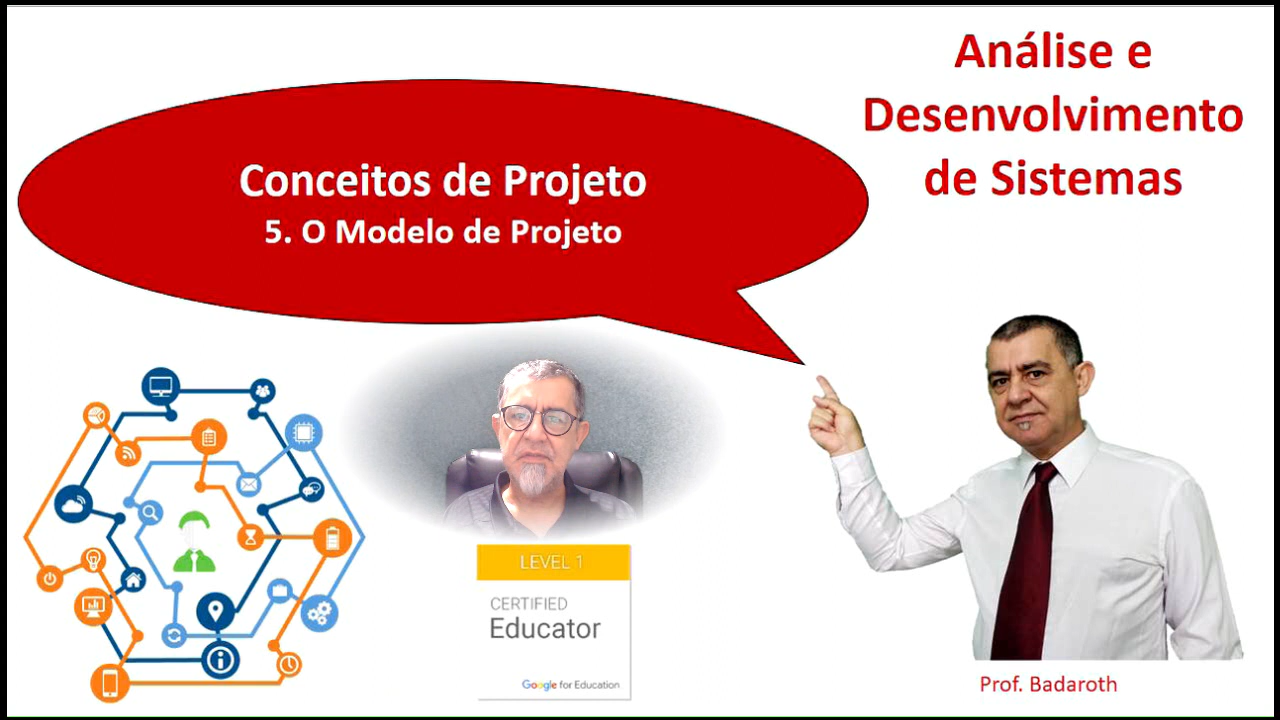 Análise e
Desenvolvimento
de Sistemas
Conceitos de Projeto
5. O Modelo de Projeto
LEVEL 1
CERTIFIED
Educator
Google for Education
Prof. Badaroth